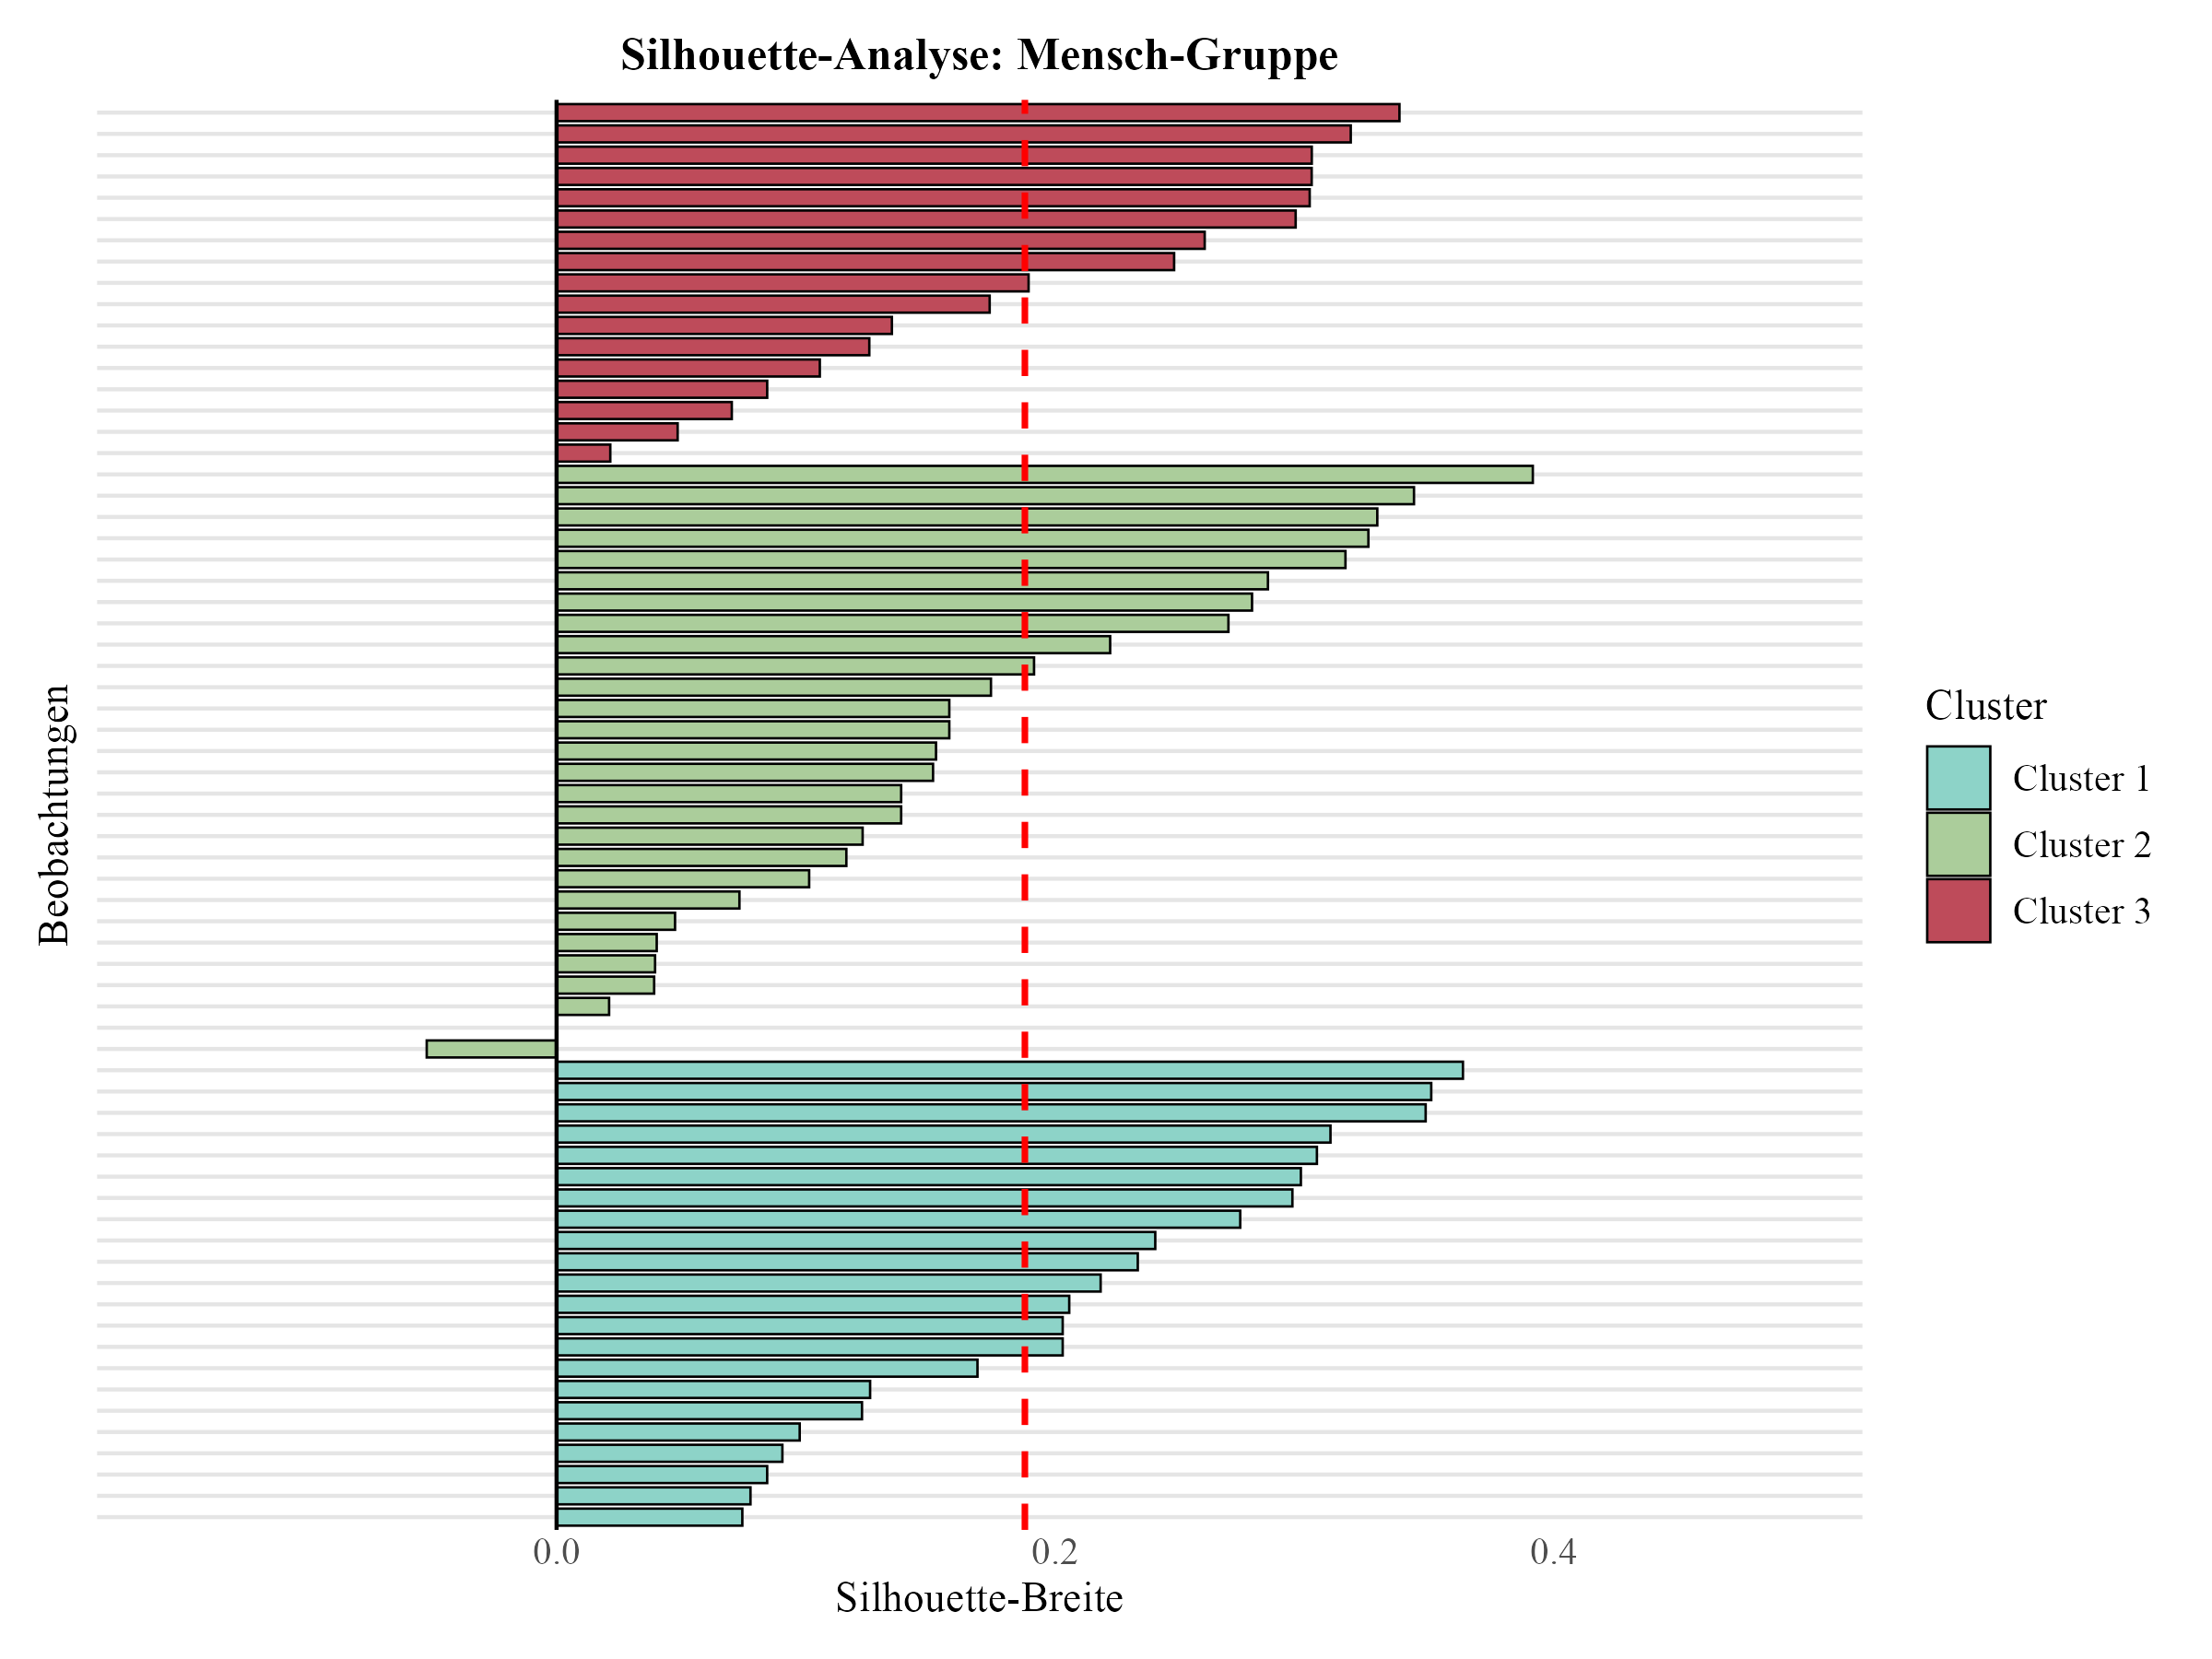 Silhouette-Analyse: Mensch-Gruppe
Beobachtungen
Cluster
Cluster 1
Cluster 2
Cluster 3
0.0 0.2 0.4
Silhouette-Breite